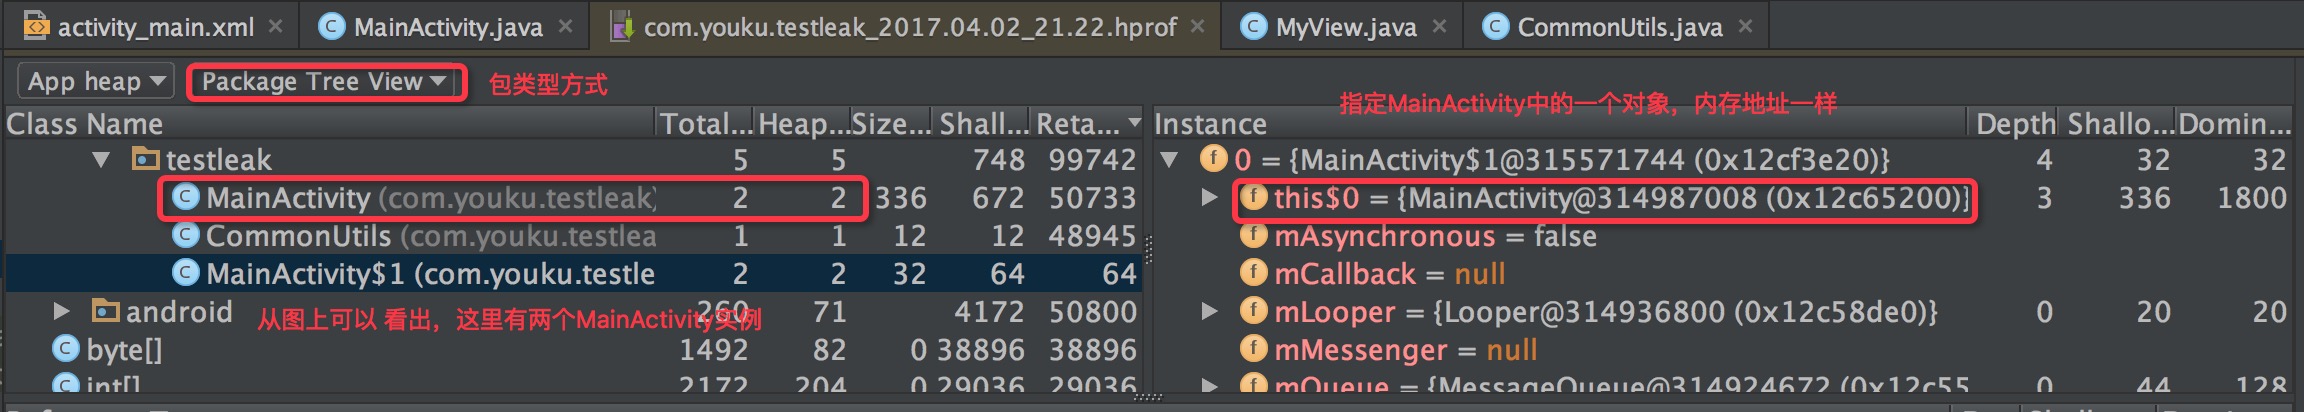 activity_main.xml MainActivity.java com.youku.testleak_2017.04.02_21.22.hprof MyView.java CommonUtils.java
App heap Package Tree View 包类型方式
指定MainActivity中的一个对象，内存地址一样
Class Name Total... Heap... Size... Shall... Reta...
testleak 5 5 748 99742
MainActivity (com.youku.testleak) 2 2 336 672 50733
CommonUtils (com.youku.testlea 1 1 12 12 48945
MainActivity$1 (com.youku.testle 2 2 32 64 64
android 260 71 4172 50800
从图上可以 看出，这里有两个MainActivity实例
byte[] 1492 82 0 38896 38896
int[] 2172 204 0 29036 29036
Instance Depth Shallo... Domin...
0 = {MainActivity$1@315571744 (0x12cf3e20)} 4 32 32
this$0 = {MainActivity@314987008 (0x12c65200)} 3 336 1800
mAsynchronous = false
mCallback = null
mLooper = {Looper@314936800 (0x12c58de0)} 0 20 20
mMessenger = null
mQueue = {MessageQueue@314924672 (0x12c55 0 44 128